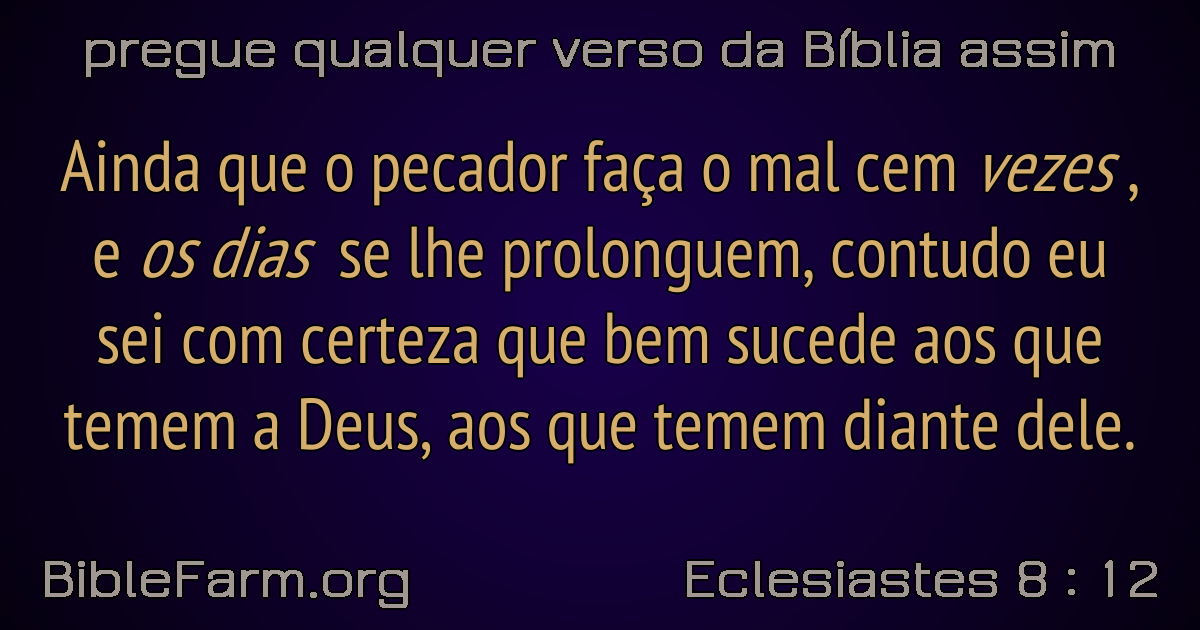 pregue qualquer verso da Bíblia assim
Ainda que o pecador faça o mal cem vezes ,
e os dias se lhe prolonguem, contudo eu
sei com certeza que bem sucede aos que
temem a Deus, aos que temem diante dele.
BibleFarm.org
Eclesiastes 8 : 12